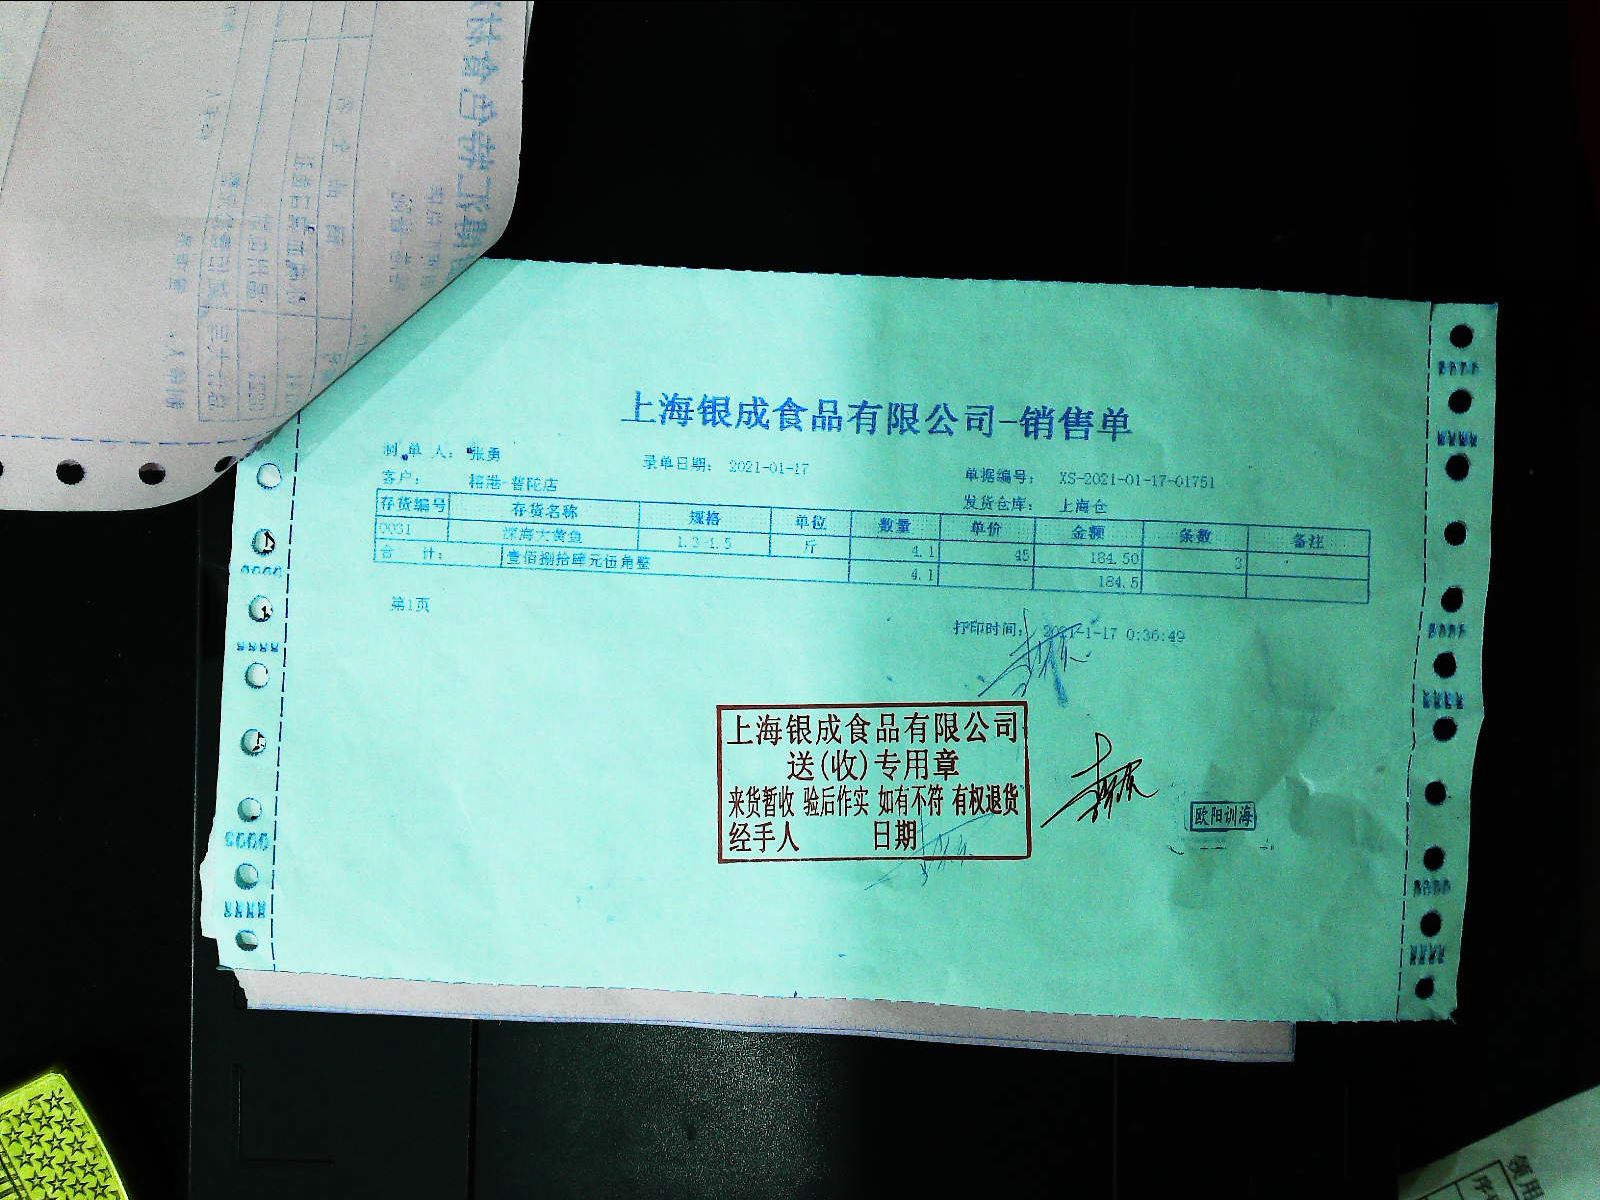 上海银成食品有限公司-销售单
制 单 人: 张勇 录单日期: 2021-01-17 单据编号: XS-2021-01-17-01751
客户: 榕港-普陀店 发货仓库: 上海仓
存货编号 存货名称 规格 单位 数量 单价 金额 条数 备注
0031 深海大黄鱼 1.3-1.5 斤 4.1 45 184.50 3
合 计: 壹佰捌拾肆元伍角整 4.1 184.5
第1页
打印时间: 2021-1-17 0:36:49
上海银成食品有限公司
送(收)专用章
来货暂收 验后作实 如有不符 有权退货
经手人 日期
欧阳训海
领用
序